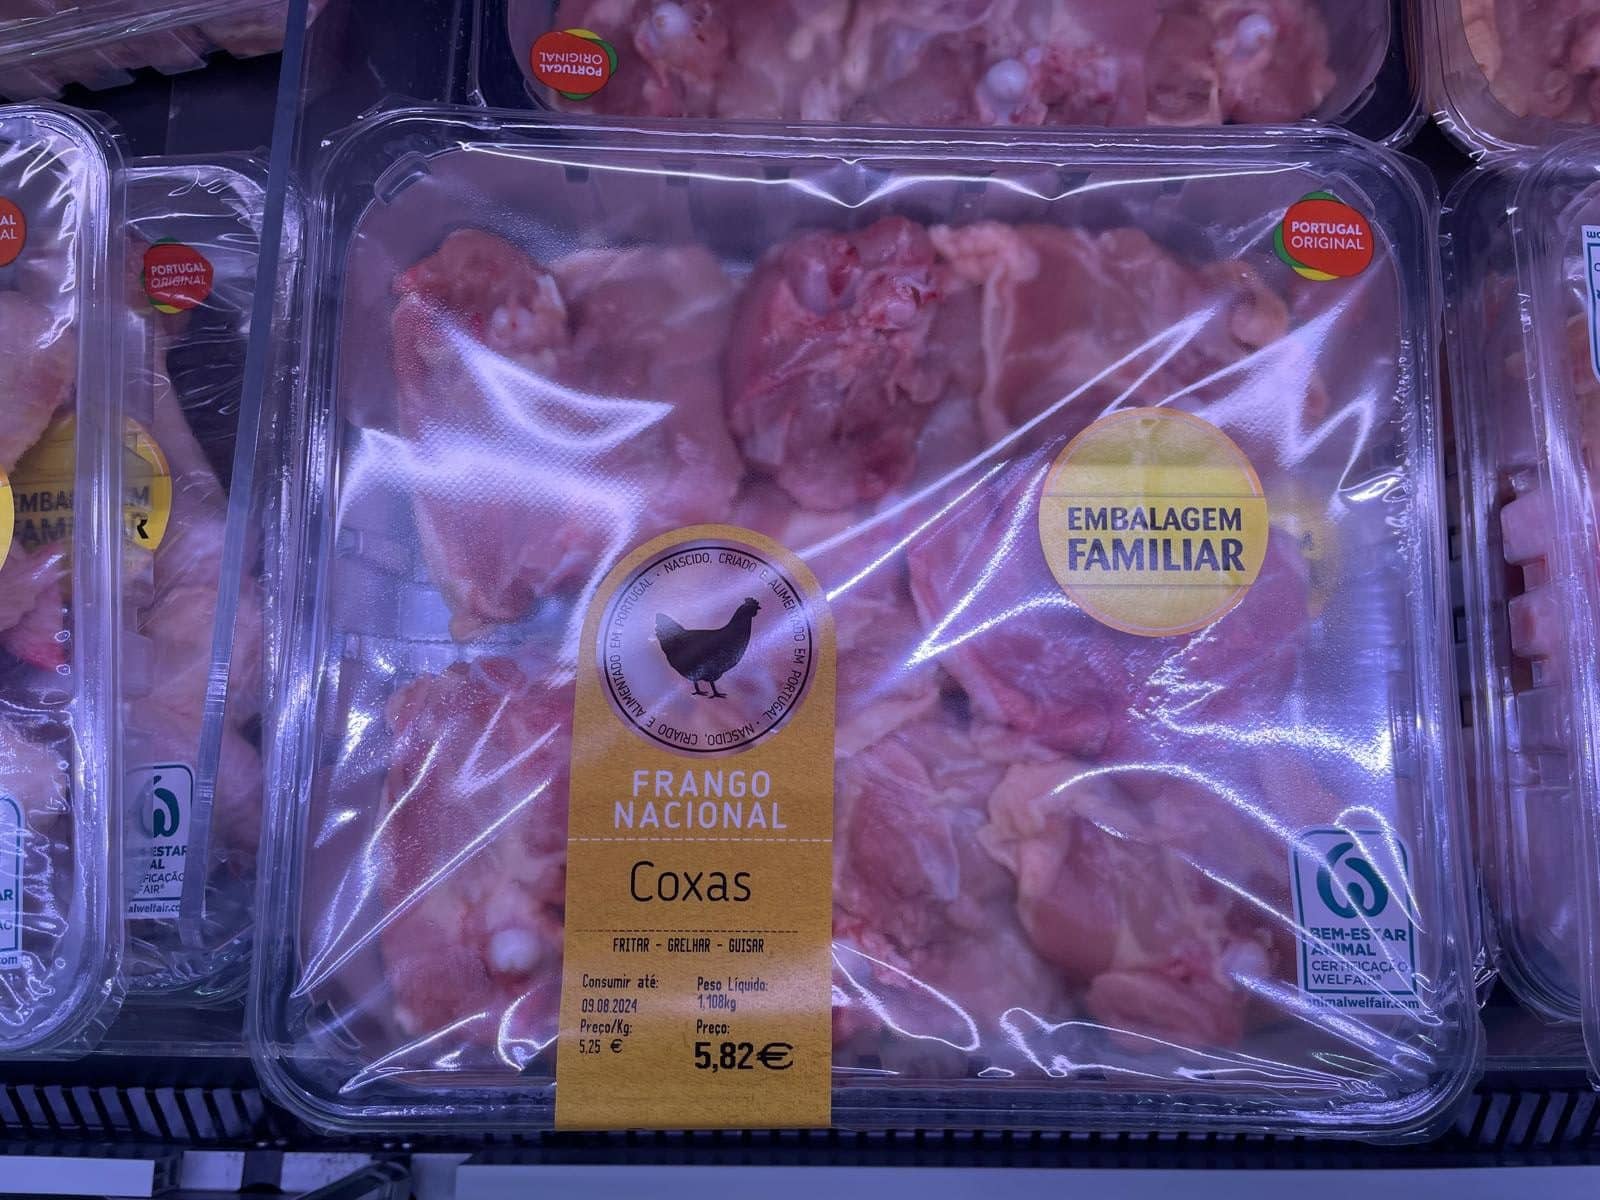 PORTUGAL
ORIGINAL
PORTUGAL
ORIGINAL
PORTUGAL
ORIGINAL
EMBALAGEM
FAMILIAR
NASCIDO, CRIADO E ALIMENTADO EM PORTUGAL • NASCIDO, CRIADO E ALIMENTADO EM PORTUGAL •
FRANGO
NACIONAL
Coxas
FRITAR - GRELHAR - GUISAR
Consumir até:
09.08.2024
Peso Líquido:
1,108kg
Preço/Kg:
5,25 €
Preço:
5,82€
BEM-ESTAR
ANIMAL
CERTIFICAÇÃO
WELFAIR®
animalwelfair.com